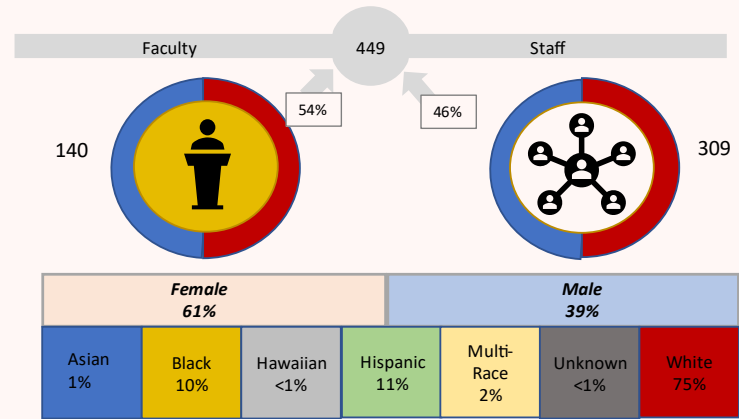 Faculty
449
Staff
54%
46%
140
309
Female
61%
Male
39%
Asian
1%
Black
10%
Hawaiian
<1%
Hispanic
11%
Multi-
Race
2%
Unknown
<1%
White
75%